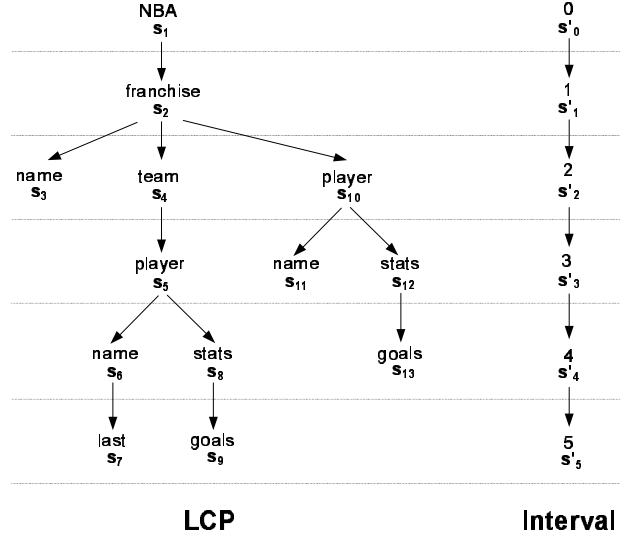 NBA 0
s1 s'0
franchise 1
s2 s'1
name team player 2
s3 s4 s10 s'2
player name stats 3
s5 s11 s12 s'3
name stats goals 4
s6 s8 s13 s'4
last goals 5
s7 s9 s'5
LCP Interval